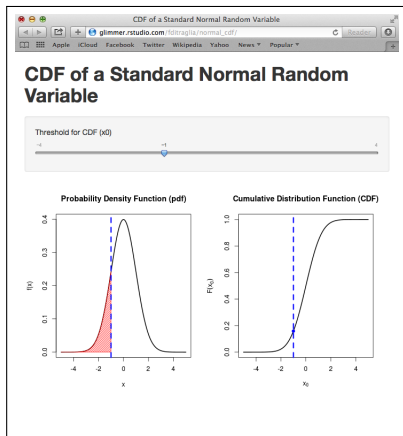 CDF of a Standard Normal Random Variable
glimmer.rstudio.com/fditraglia/normal_cdf/
Reader
Apple iCloud Facebook Twitter Wikipedia Yahoo News ▾ Popular ▾
CDF of a Standard Normal Random
Variable
Threshold for CDF (x0)
-4 -1 4
Probability Density Function (pdf)
f(x)
0.0 0.1 0.2 0.3 0.4
-4 -2 0 2 4
x
Cumulative Distribution Function (CDF)
F(x₀)
0.0 0.2 0.4 0.6 0.8 1.0
-4 -2 0 2 4
x₀